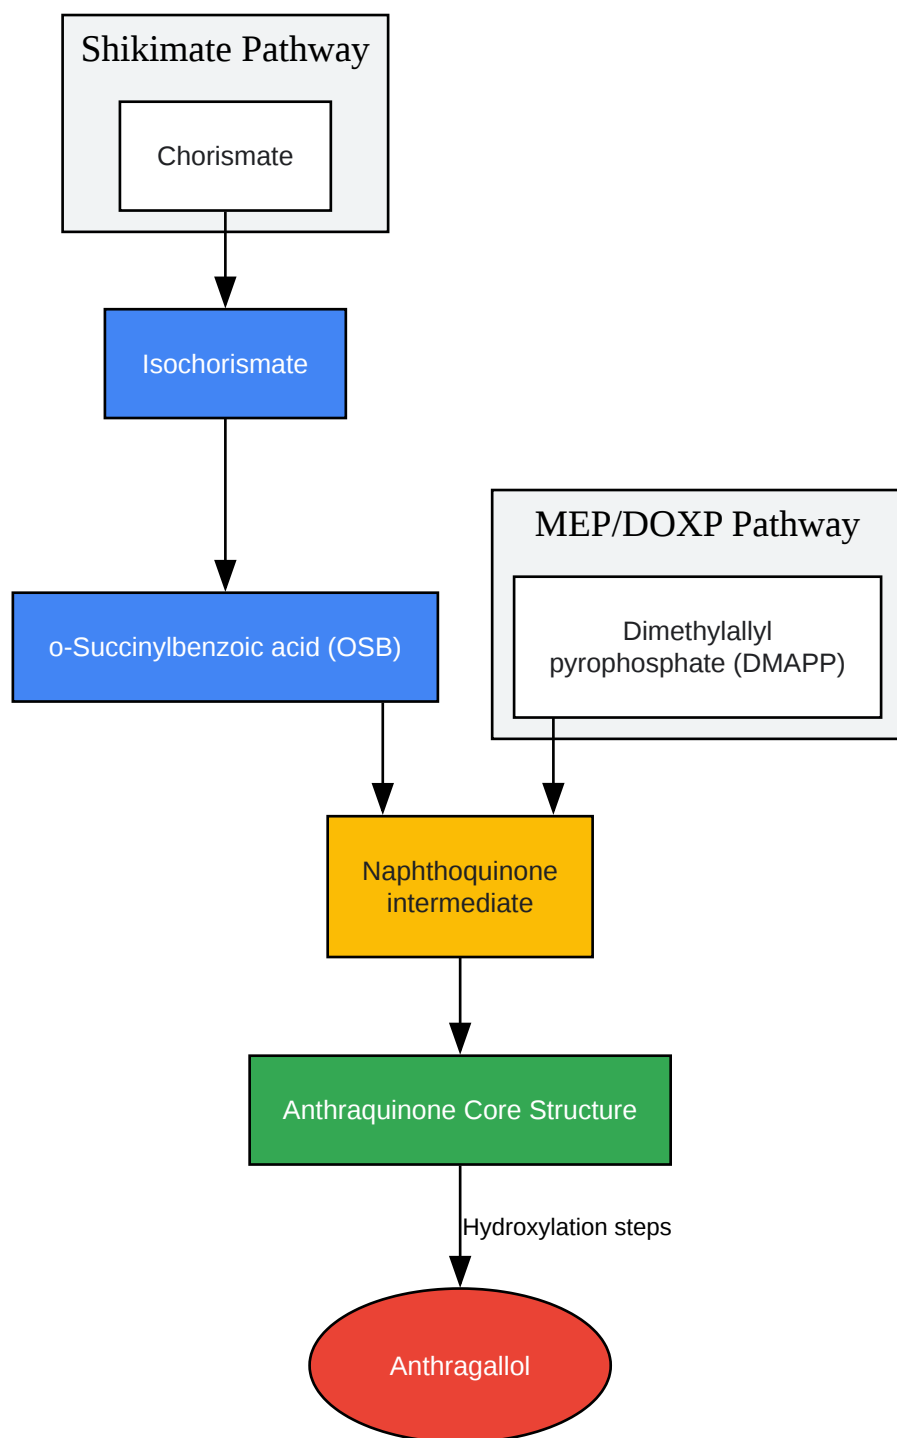 Shikimate Pathway
Chorismate
Isochorismate
MEP/DOXP Pathway
Dimethylallyl
pyrophosphate (DMAPP)
o-Succinylbenzoic acid (OSB)
Naphthoquinone
intermediate
Anthraquinone Core Structure
Hydroxylation steps
Anthragallol